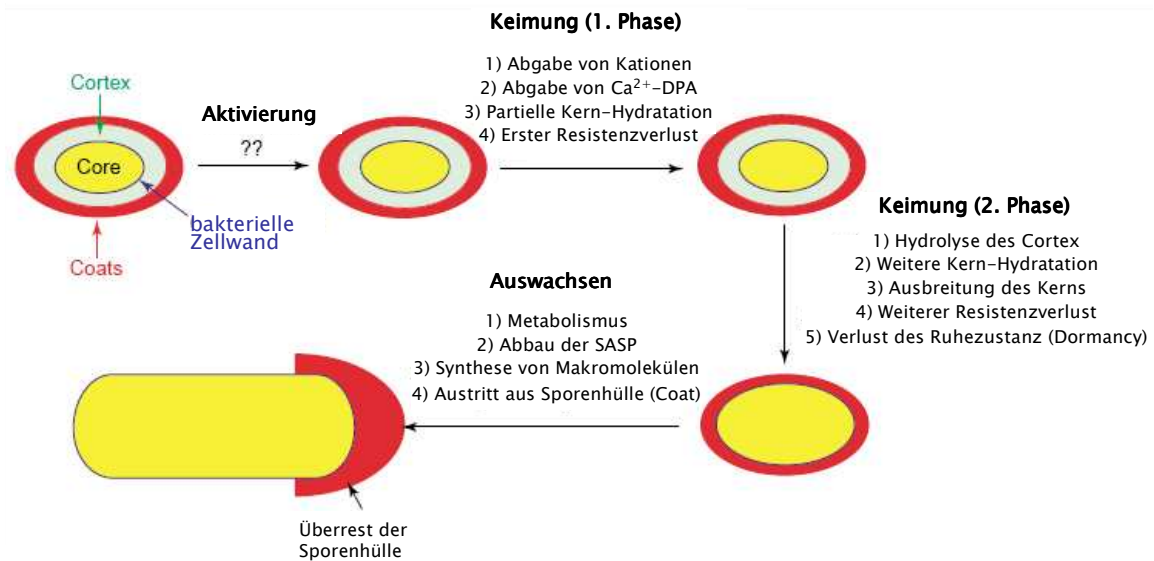 Keimung (1. Phase)
1) Abgabe von Kationen
2) Abgabe von Ca²⁺-DPA
3) Partielle Kern-Hydratation
4) Erster Resistenzverlust
Cortex
Aktivierung
??
Core
bakterielle
Zellwand
Coats
Keimung (2. Phase)
1) Hydrolyse des Cortex
2) Weitere Kern-Hydratation
3) Ausbreitung des Kerns
4) Weiterer Resistenzverlust
5) Verlust des Ruhezustanz (Dormancy)
Auswachsen
1) Metabolismus
2) Abbau der SASP
3) Synthese von Makromolekülen
4) Austritt aus Sporenhülle (Coat)
Überrest der
Sporenhülle